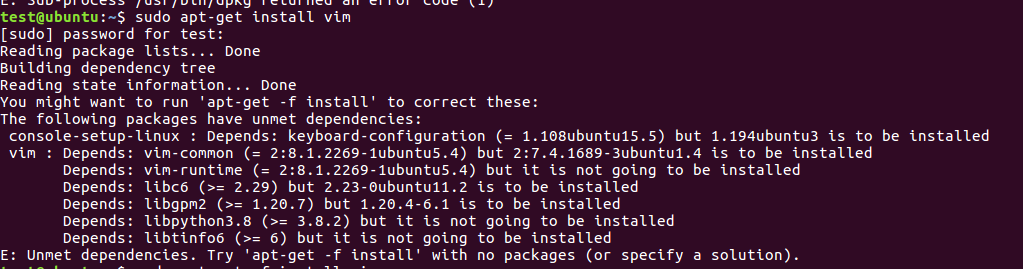 E: Sub-process /usr/bin/dpkg returned an error code (1)
test@ubuntu:~$ sudo apt-get install vim
[sudo] password for test:
Reading package lists... Done
Building dependency tree
Reading state information... Done
You might want to run 'apt-get -f install' to correct these:
The following packages have unmet dependencies:
 console-setup-linux : Depends: keyboard-configuration (= 1.108ubuntu15.5) but 1.194ubuntu3 is to be installed
 vim : Depends: vim-common (= 2:8.1.2269-1ubuntu5.4) but 2:7.4.1689-3ubuntu1.4 is to be installed
       Depends: vim-runtime (= 2:8.1.2269-1ubuntu5.4) but it is not going to be installed
       Depends: libc6 (>= 2.29) but 2.23-0ubuntu11.2 is to be installed
       Depends: libgpm2 (>= 1.20.7) but 1.20.4-6.1 is to be installed
       Depends: libpython3.8 (>= 3.8.2) but it is not going to be installed
       Depends: libtinfo6 (>= 6) but it is not going to be installed
E: Unmet dependencies. Try 'apt-get -f install' with no packages (or specify a solution).